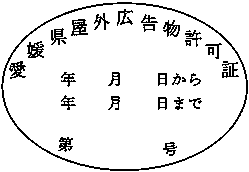 愛媛県屋外広告物許可証
年 月 日から
年 月 日まで
第 号